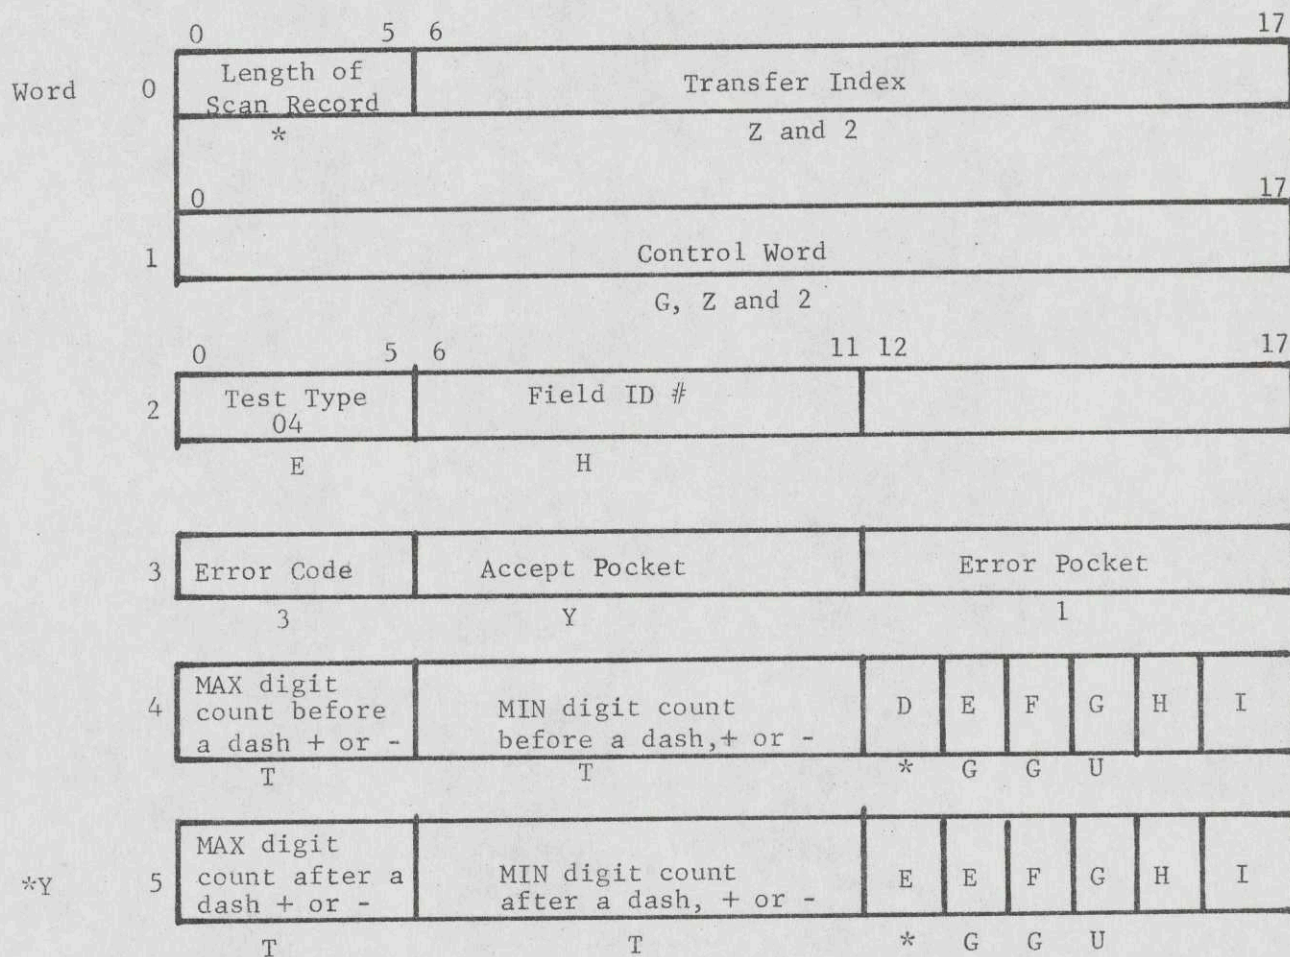 0 5 6 17
Word 0 Length of Scan Record Transfer Index
* Z and 2
0 17
1 Control Word
G, Z and 2
0 5 6 11 12 17
2 Test Type 04 Field ID #
E H
3 Error Code Accept Pocket Error Pocket
3 Y 1
4 MAX digit count before a dash + or - MIN digit count before a dash,+ or - D E F G H I
T T * G G U
*Y 5 MAX digit count after a dash + or - MIN digit count after a dash, + or - E E F G H I
T T * G G U